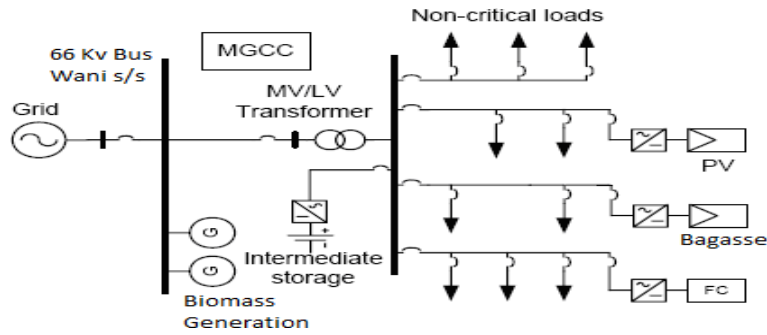 Non-critical loads
66 Kv Bus
Wani s/s
MGCC
MV/LV
Transformer
Grid
PV
G
G
Bagasse
Intermediate
storage
Biomass
Generation
FC